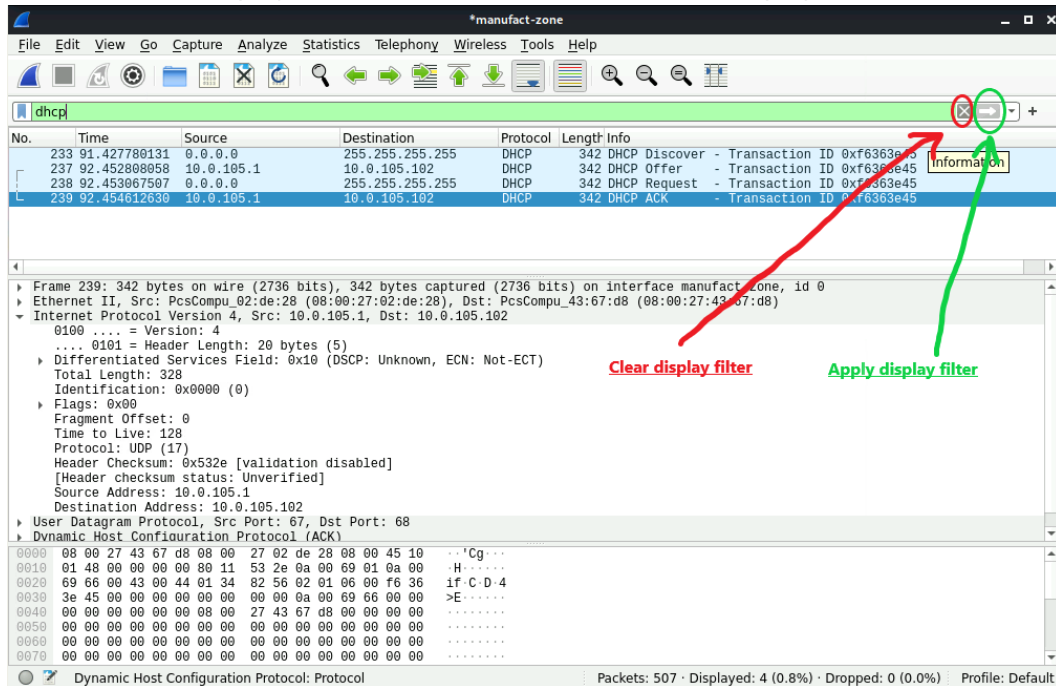 *manufact-zone
File Edit View Go Capture Analyze Statistics Telephony Wireless Tools Help
dhcp
No. Time Source Destination Protocol Length Info
233 91.427780131 0.0.0.0 255.255.255.255 DHCP 342 DHCP Discover - Transaction ID 0xf6363e45
237 92.452808058 10.0.105.1 10.0.105.102 DHCP 342 DHCP Offer - Transaction ID 0xf6363e45
238 92.453067507 0.0.0.0 255.255.255.255 DHCP 342 DHCP Request - Transaction ID 0xf6363e45
239 92.454612630 10.0.105.1 10.0.105.102 DHCP 342 DHCP ACK - Transaction ID 0xf6363e45
Information
Frame 239: 342 bytes on wire (2736 bits), 342 bytes captured (2736 bits) on interface manufact-zone, id 0
Ethernet II, Src: PcsCompu_02:de:28 (08:00:27:02:de:28), Dst: PcsCompu_43:67:d8 (08:00:27:43:67:d8)
Internet Protocol Version 4, Src: 10.0.105.1, Dst: 10.0.105.102
0100 .... = Version: 4
.... 0101 = Header Length: 20 bytes (5)
Differentiated Services Field: 0x10 (DSCP: Unknown, ECN: Not-ECT)
Total Length: 328
Identification: 0x0000 (0)
Flags: 0x00
Fragment Offset: 0
Time to Live: 128
Protocol: UDP (17)
Header Checksum: 0x532e [validation disabled]
[Header checksum status: Unverified]
Source Address: 10.0.105.1
Destination Address: 10.0.105.102
User Datagram Protocol, Src Port: 67, Dst Port: 68
Dynamic Host Configuration Protocol (ACK)
Clear display filter
Apply display filter
0000 08 00 27 43 67 d8 08 00 27 02 de 28 08 00 45 10 ··'Cg···
0010 01 48 00 00 00 00 80 11 53 2e 0a 00 69 01 0a 00 ·H······
0020 69 66 00 43 00 44 01 34 82 56 02 01 06 00 f6 36 if·C·D·4
0030 3e 45 00 00 00 00 00 00 00 00 0a 00 69 66 00 00 >E······
0040 00 00 00 00 00 00 08 00 27 43 67 d8 00 00 00 00 ········
0050 00 00 00 00 00 00 00 00 00 00 00 00 00 00 00 00 ········
0060 00 00 00 00 00 00 00 00 00 00 00 00 00 00 00 00 ········
0070 00 00 00 00 00 00 00 00 00 00 00 00 00 00 00 00 ········
Dynamic Host Configuration Protocol: Protocol Packets: 507 · Displayed: 4 (0.8%) · Dropped: 0 (0.0%) Profile: Default